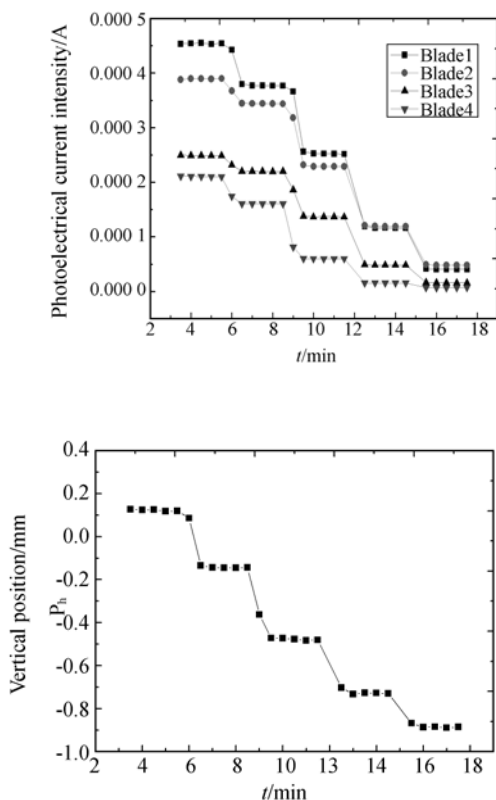 Photoelectrical current intensity/A
0.000 5
0.000 4
0.000 3
0.000 2
0.000 1
0.000 0
Blade1
Blade2
Blade3
Blade4
2 4 6 8 10 12 14 16 18
t/min
Vertical position/mm
P_h
0.4
0.2
0.0
-0.2
-0.4
-0.6
-0.8
-1.0
2 4 6 8 10 12 14 16 18
t/min